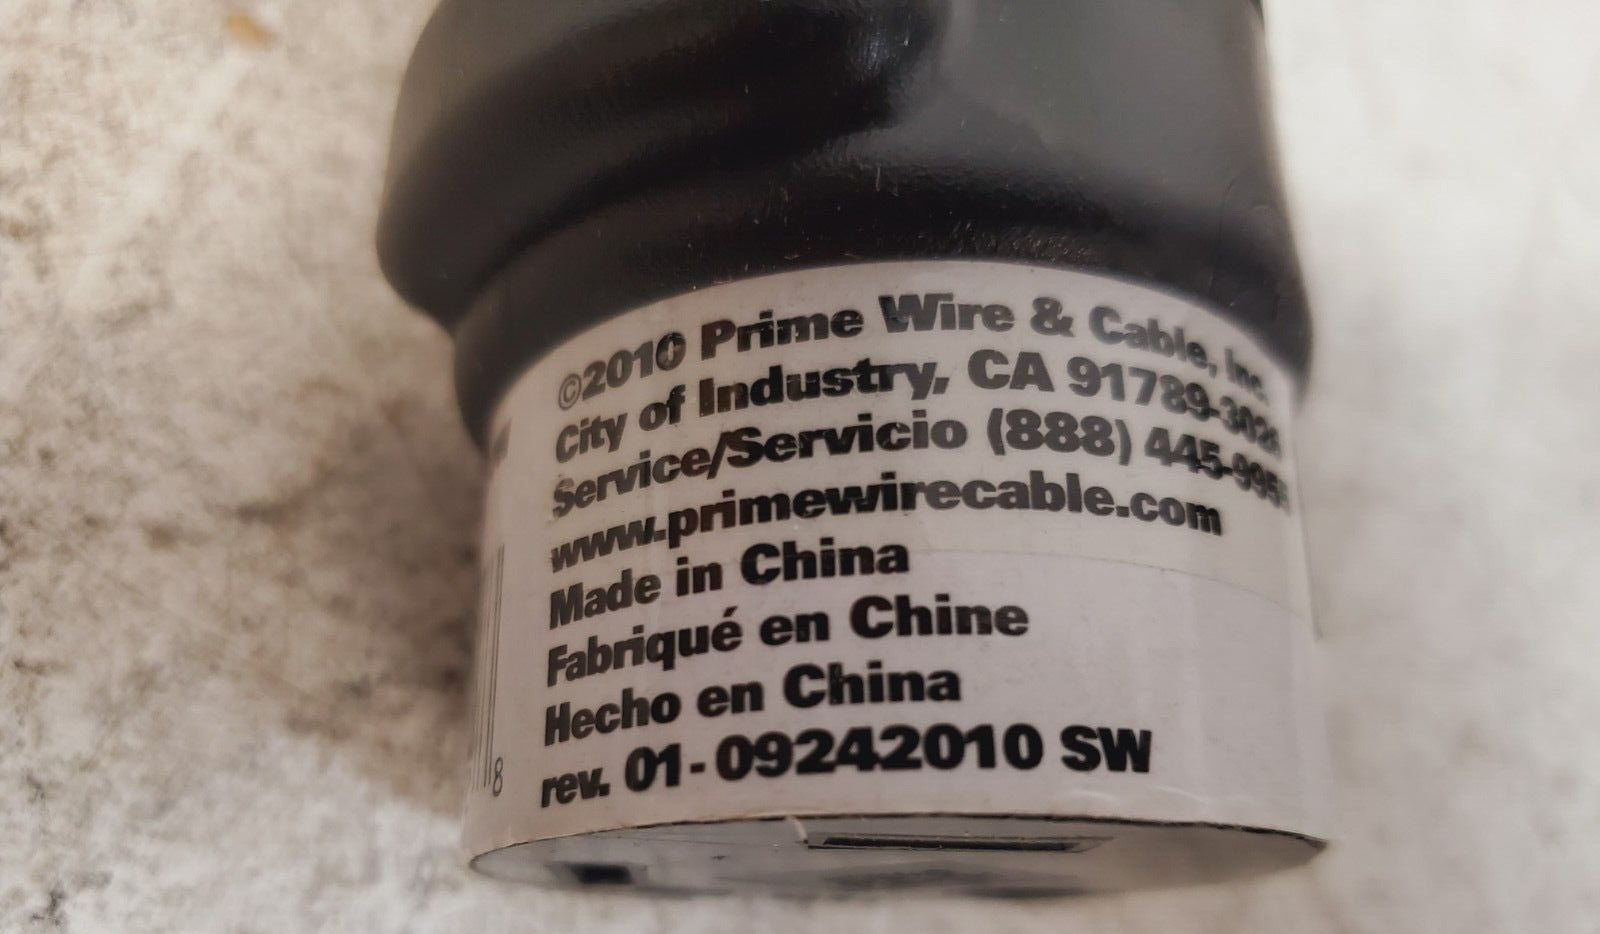 ©2010 Prime Wire & Cable, Inc.
City of Industry, CA 91789-302
Service/Servicio (888) 445-995
www.primewirecable.com
Made in China
Fabriqué en Chine
Hecho en China
rev. 01-09242010 SW
8